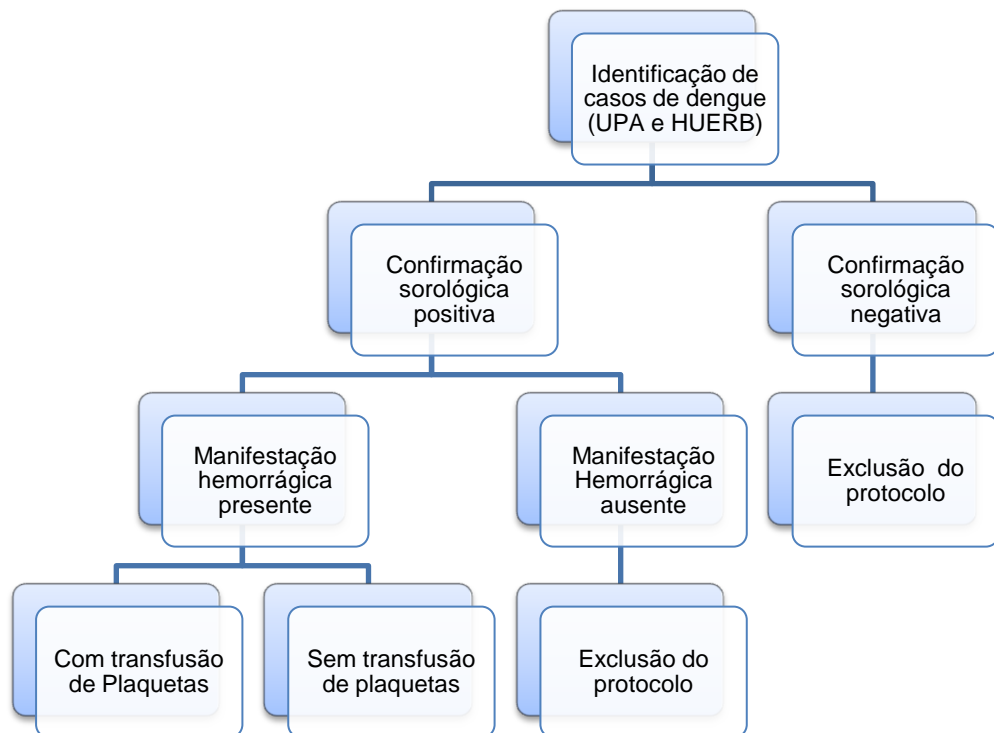 Identificação de
casos de dengue
(UPA e HUERB)
Confirmação
sorológica
positiva
Confirmação
sorológica
negativa
Manifestação
hemorrágica
presente
Manifestação
Hemorrágica
ausente
Exclusão do
protocolo
Com transfusão
de Plaquetas
Sem transfusão
de plaquetas
Exclusão do
protocolo